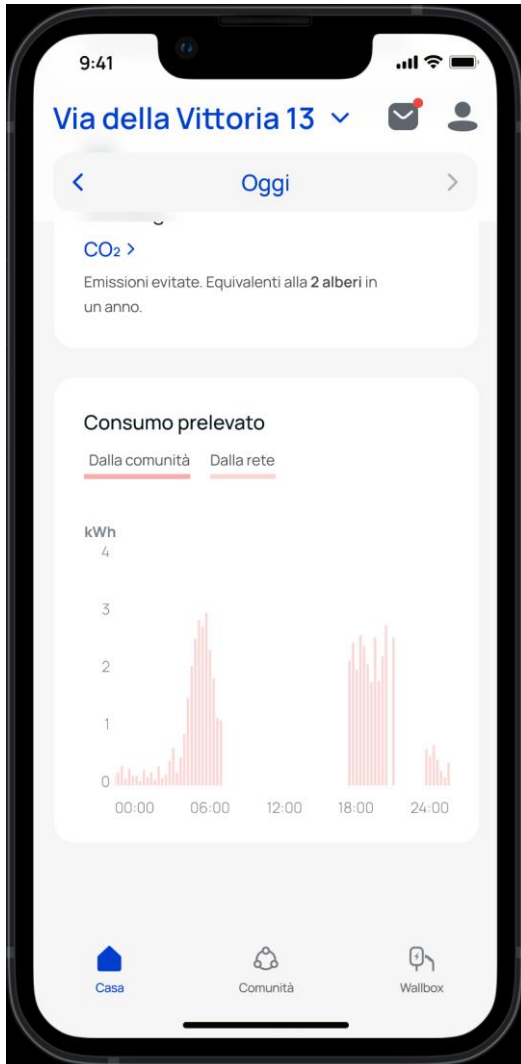 9:41
Via della Vittoria 13
Oggi
CO₂ >
Emissioni evitate. Equivalenti alla 2 alberi in
un anno.
Consumo prelevato
Dalla comunità Dalla rete
kWh
4
3
2
1
0
00:00 06:00 12:00 18:00 24:00
Casa Comunità Wallbox